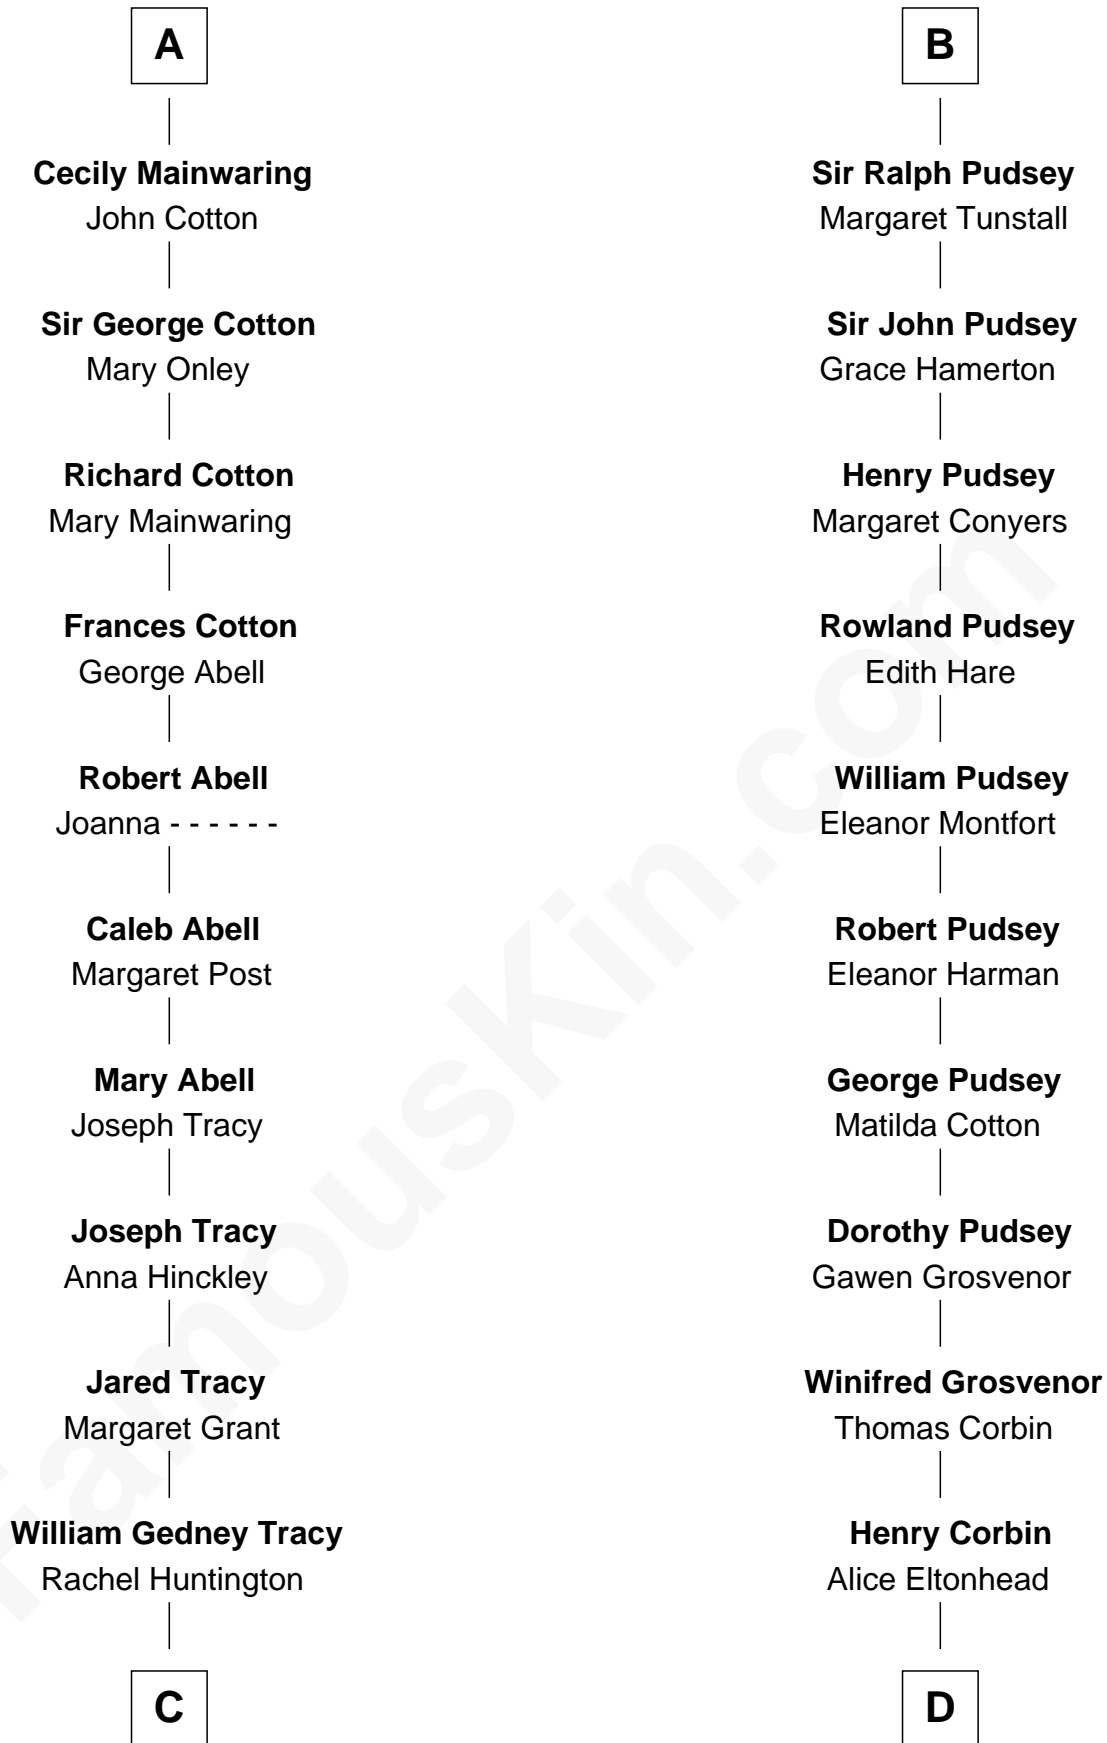 A
Cecily Mainwaring
John Cotton
Sir George Cotton
Mary Onley
Richard Cotton
Mary Mainwaring
Frances Cotton
George Abell
Robert Abell
Joanna - - - - - -
Caleb Abell
Margaret Post
Mary Abell
Joseph Tracy
Joseph Tracy
Anna Hinckley
Jared Tracy
Margaret Grant
William Gedney Tracy
Rachel Huntington
C
B
Sir Ralph Pudsey
Margaret Tunstall
Sir John Pudsey
Grace Hamerton
Henry Pudsey
Margaret Conyers
Rowland Pudsey
Edith Hare
William Pudsey
Eleanor Montfort
Robert Pudsey
Eleanor Harman
George Pudsey
Matilda Cotton
Dorothy Pudsey
Gawen Grosvenor
Winifred Grosvenor
Thomas Corbin
Henry Corbin
Alice Eltonhead
D
FamousKin.com